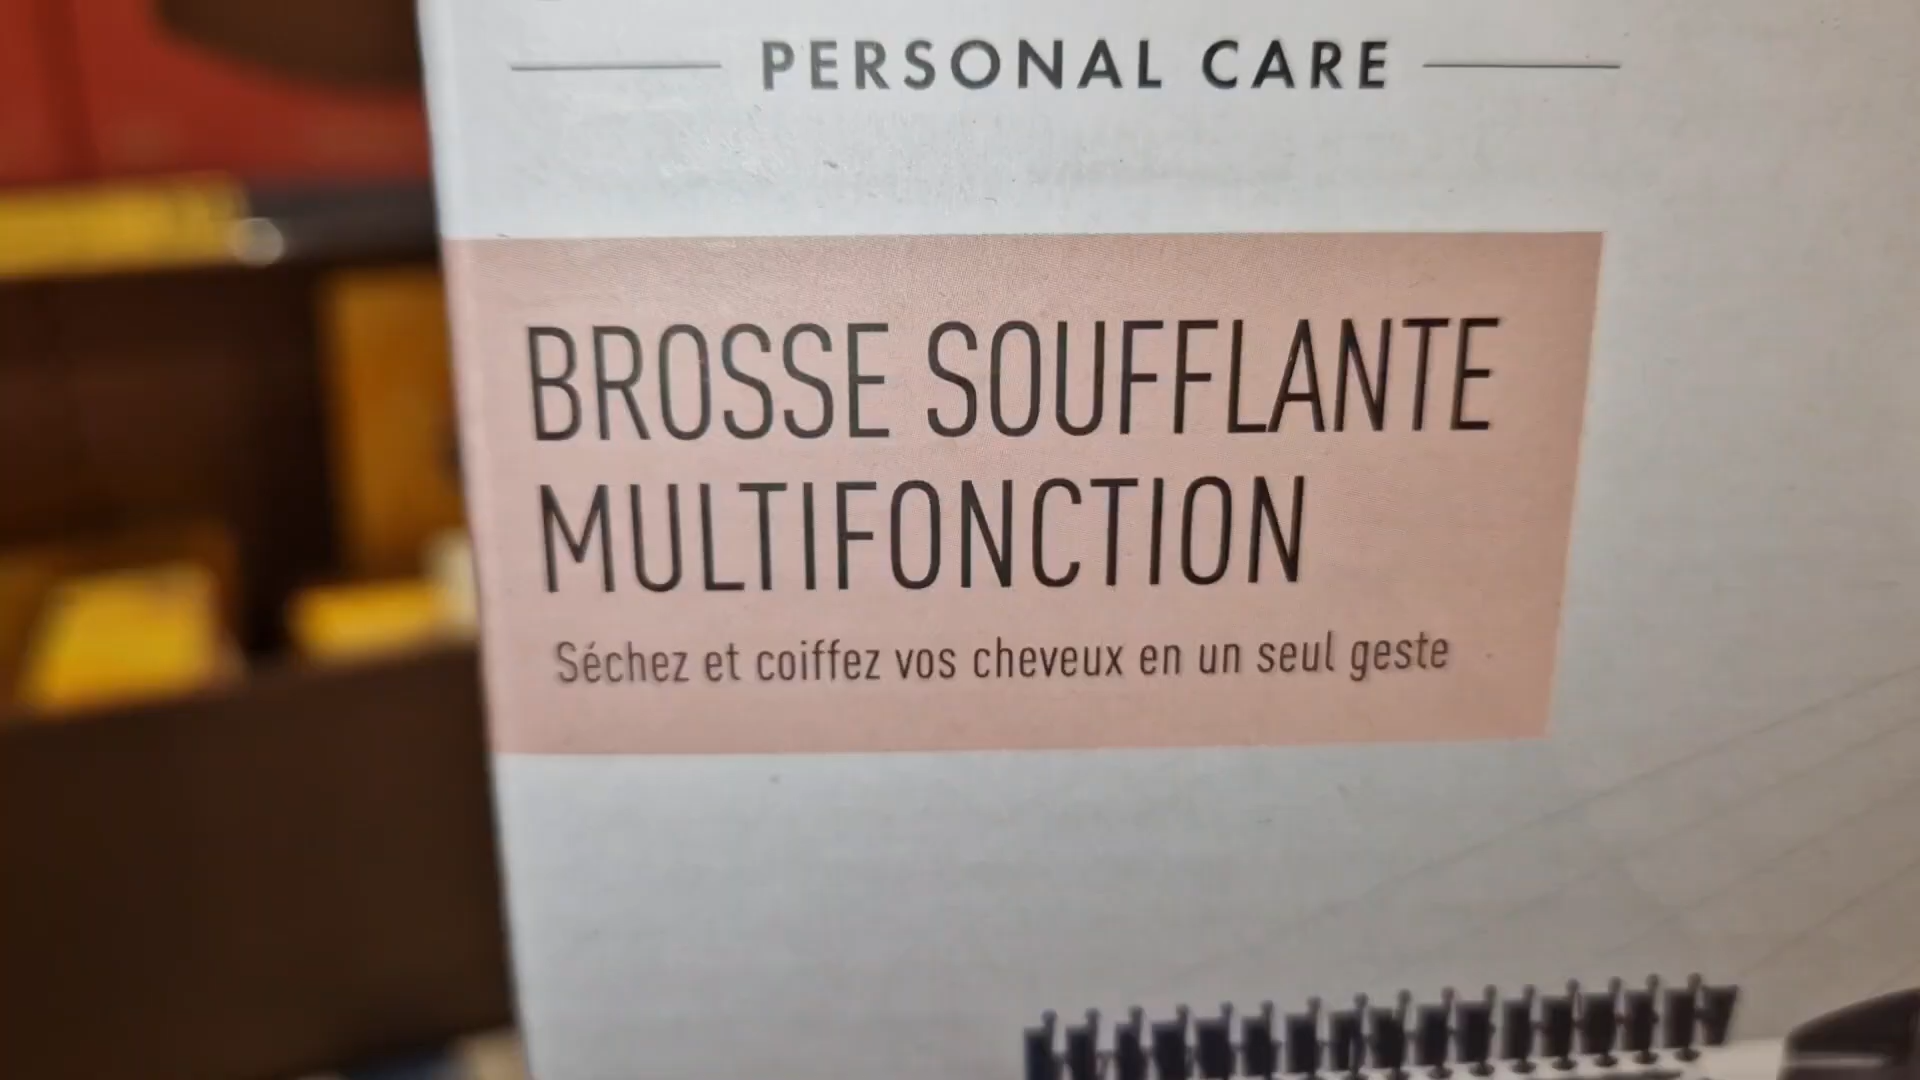 PERSONAL CARE
BROSSE SOUFFLANTE
MULTIFONCTION
Séchez et coiffez vos cheveux en un seul geste